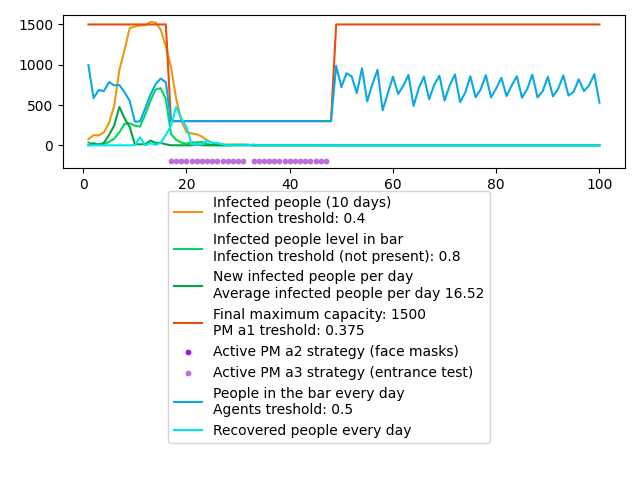 1500
1000
500
0
0
20
40
60
80
100
Infected people (10 days)
Infection treshold: 0.4
Infected people level in bar
Infection treshold (not present): 0.8
New infected people per day
Average infected people per day 16.52
Final maximum capacity: 1500
PM a1 treshold: 0.375
Active PM a2 strategy (face masks)
Active PM a3 strategy (entrance test)
People in the bar every day
Agents treshold: 0.5
Recovered people every day